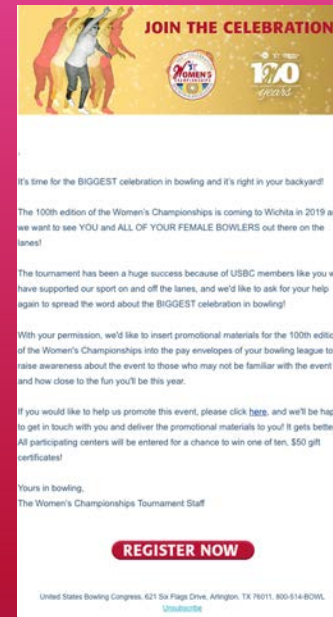 JOIN THE CELEBRATION
WOMEN'S
CHAMPIONSHIPS
100
years
It's time for the BIGGEST celebration in bowling and it's right in your backyard!
The 100th edition of the Women's Championships is coming to Wichita in 2019 a
we want to see YOU and ALL OF YOUR FEMALE BOWLERS out there on the
lanes!
The tournament has been a huge success because of USBC members like you w
have supported our sport on and off the lanes, and we'd like to ask for your help
again to spread the word about the BIGGEST celebration in bowling!
With your permission, we'd like to insert promotional materials for the 100th editio
of the Women's Championships into the pay envelopes of your bowling league to
raise awareness about the event to those who may not be familiar with the event
and how close to the fun you'll be this year.
If you would like to help us promote this event, please click here, and we'll be hap
to get in touch with you and deliver the promotional materials to you! It gets better
All participating centers will be entered for a chance to win one of ten, $50 gift
certificates!
Yours in bowling,
The Women's Championships Tournament Staff
REGISTER NOW
United States Bowling Congress, 621 Six Flags Drive, Arlington, TX 76011, 800-514-BOWL
Unsubscribe